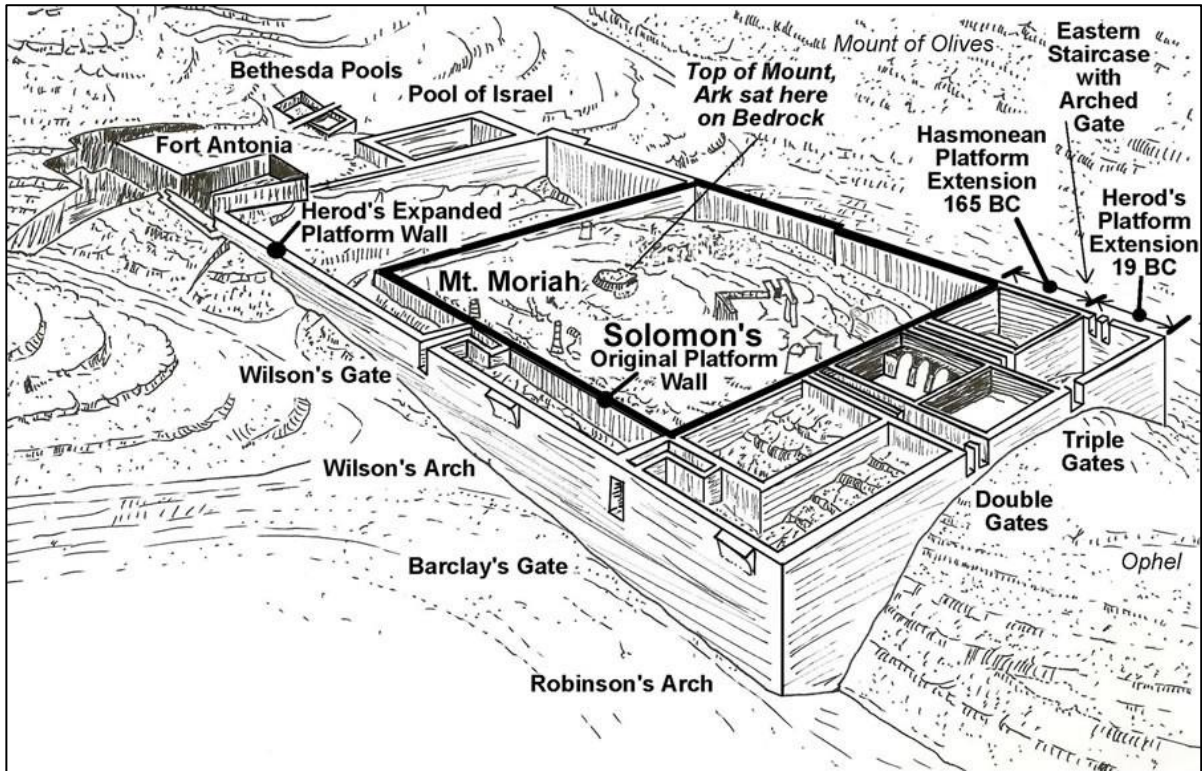 Bethesda Pools
Pool of Israel
Fort Antonia
Herod's Expanded
Platform Wall
Mount of Olives
Top of Mount,
Ark sat here
on Bedrock
Eastern
Staircase
with
Arched
Gate
Hasmonean
Platform
Extension
165 BC
Herod's
Platform
Extension
19 BC
Mt. Moriah
Solomon's
Original Platform
Wall
Wilson's Gate
Wilson's Arch
Barclay's Gate
Robinson's Arch
Triple
Gates
Double
Gates
Ophel